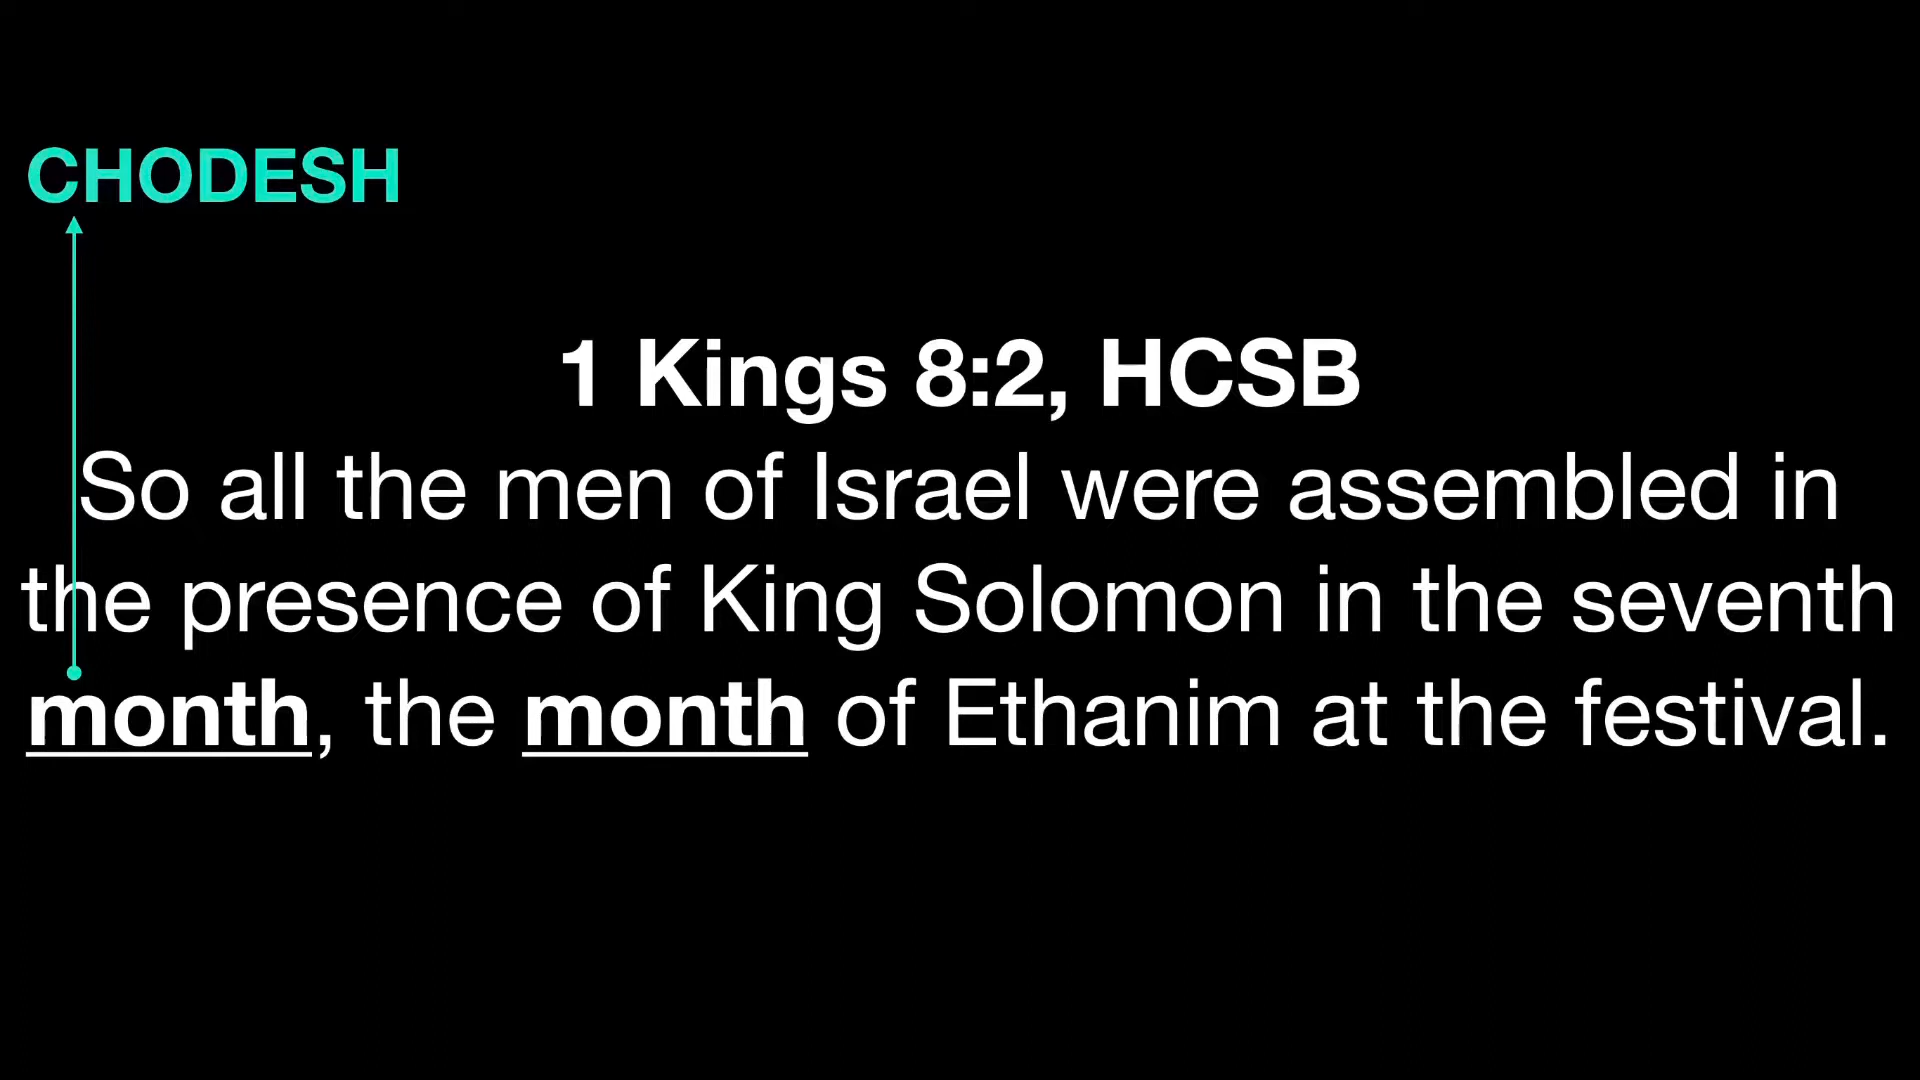 CHODESH
1 Kings 8:2, HCSB
So all the men of Israel were assembled in
the presence of King Solomon in the seventh
month, the month of Ethanim at the festival.